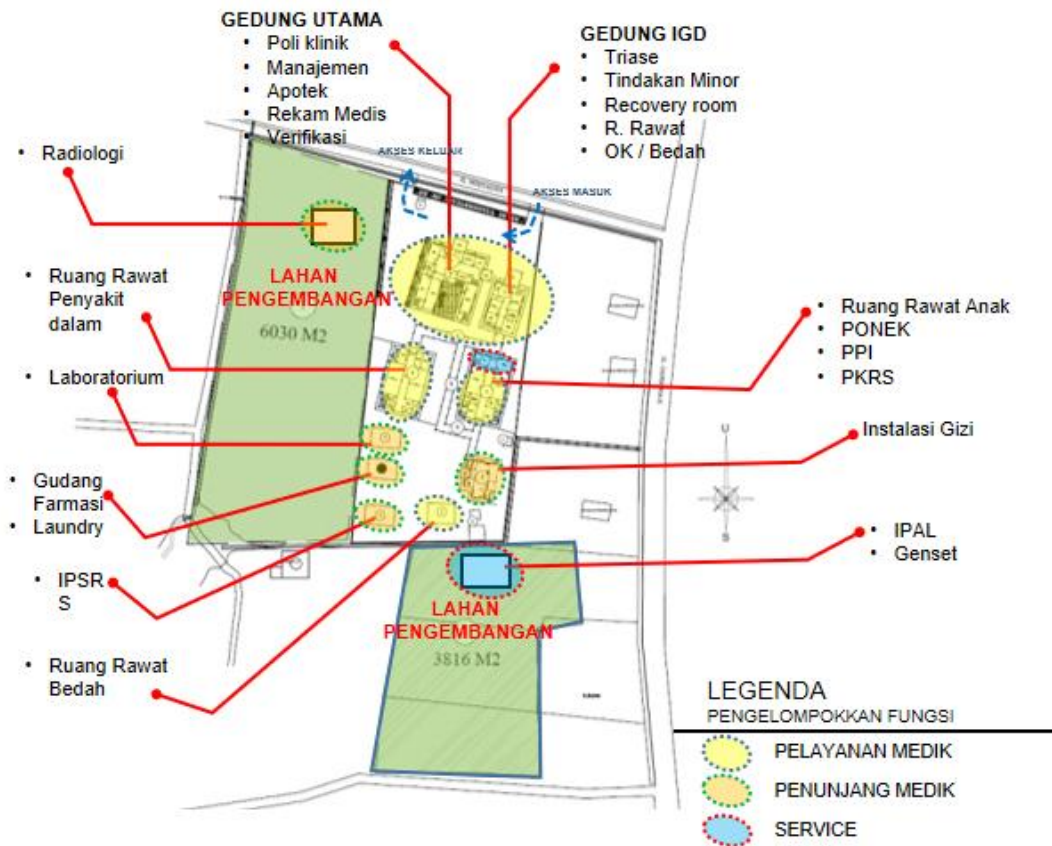 GEDUNG UTAMA
• Poli klinik
• Manajemen
• Apotek
• Rekam Medis
• Verifikasi
GEDUNG IGD
• Triase
• Tindakan Minor
• Recovery room
• R. Rawat
• OK / Bedah
AKSES KELUAR
AKSES MASUK
• Radiologi
LAHAN
PENGEMBANGAN
6030 M2
• Ruang Rawat
Penyakit
dalam
• Laboratorium
• Gudang
Farmasi
• Laundry
• IPSR
S
• Ruang Rawat
Bedah
• Ruang Rawat Anak
• PONEK
• PPI
• PKRS
Instalasi Gizi
U
S
• IPAL
• Genset
LAHAN
PENGEMBANGAN
3816 M2
LEGENDA
PENGELOMPOKKAN FUNGSI
PELAYANAN MEDIK
PENUNJANG MEDIK
SERVICE